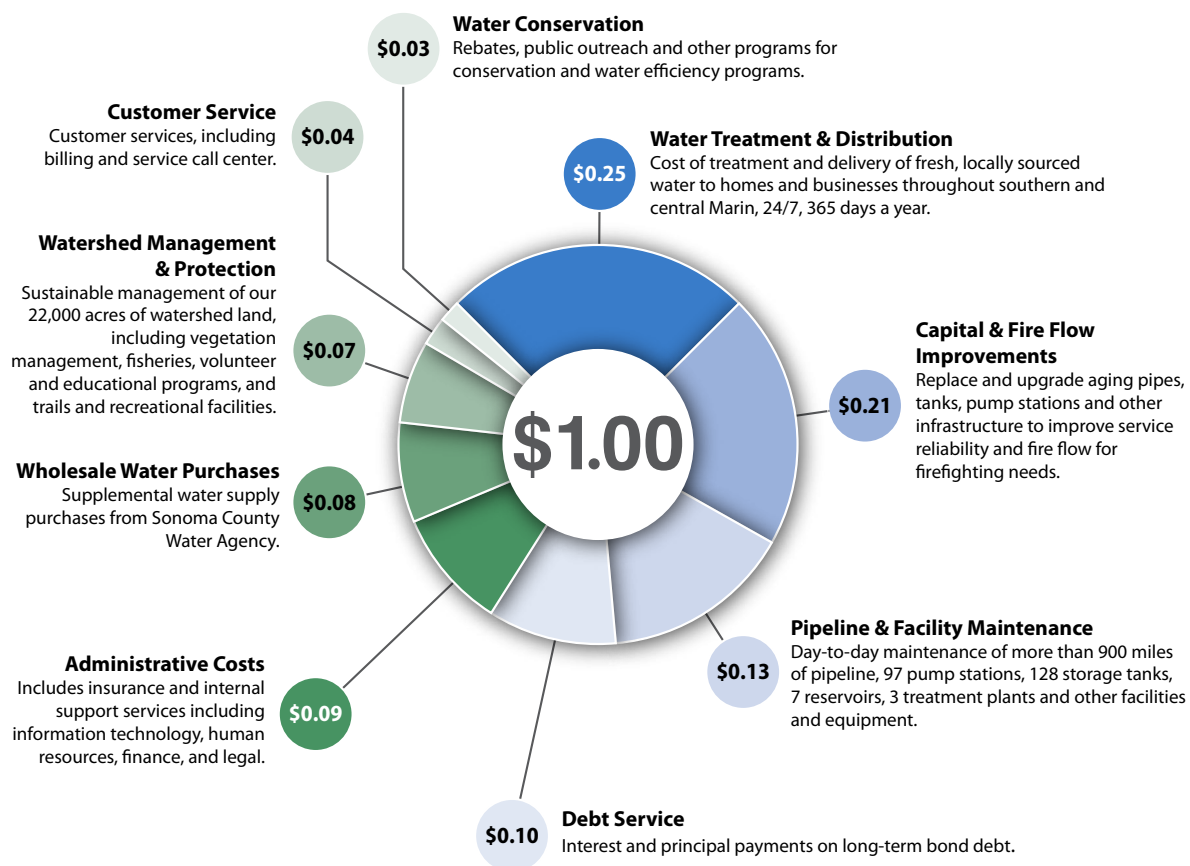 $0.03
Water Conservation
Rebates, public outreach and other programs for
conservation and water efficiency programs.
Customer Service
Customer services, including
billing and service call center.
$0.04
Water Treatment & Distribution
Cost of treatment and delivery of fresh, locally sourced
water to homes and businesses throughout southern and
central Marin, 24/7, 365 days a year.
$0.25
Watershed Management
& Protection
Sustainable management of our
22,000 acres of watershed land,
including vegetation
management, fisheries, volunteer
and educational programs, and
trails and recreational facilities.
$0.07
Capital & Fire Flow
Improvements
Replace and upgrade aging pipes,
tanks, pump stations and other
infrastructure to improve service
reliability and fire flow for
firefighting needs.
$0.21
$1.00
Wholesale Water Purchases
Supplemental water supply
purchases from Sonoma County
Water Agency.
$0.08
Pipeline & Facility Maintenance
Day-to-day maintenance of more than 900 miles
of pipeline, 97 pump stations, 128 storage tanks,
7 reservoirs, 3 treatment plants and other facilities
and equipment.
$0.13
Administrative Costs
Includes insurance and internal
support services including
information technology, human
resources, finance, and legal.
$0.09
$0.10
Debt Service
Interest and principal payments on long-term bond debt.